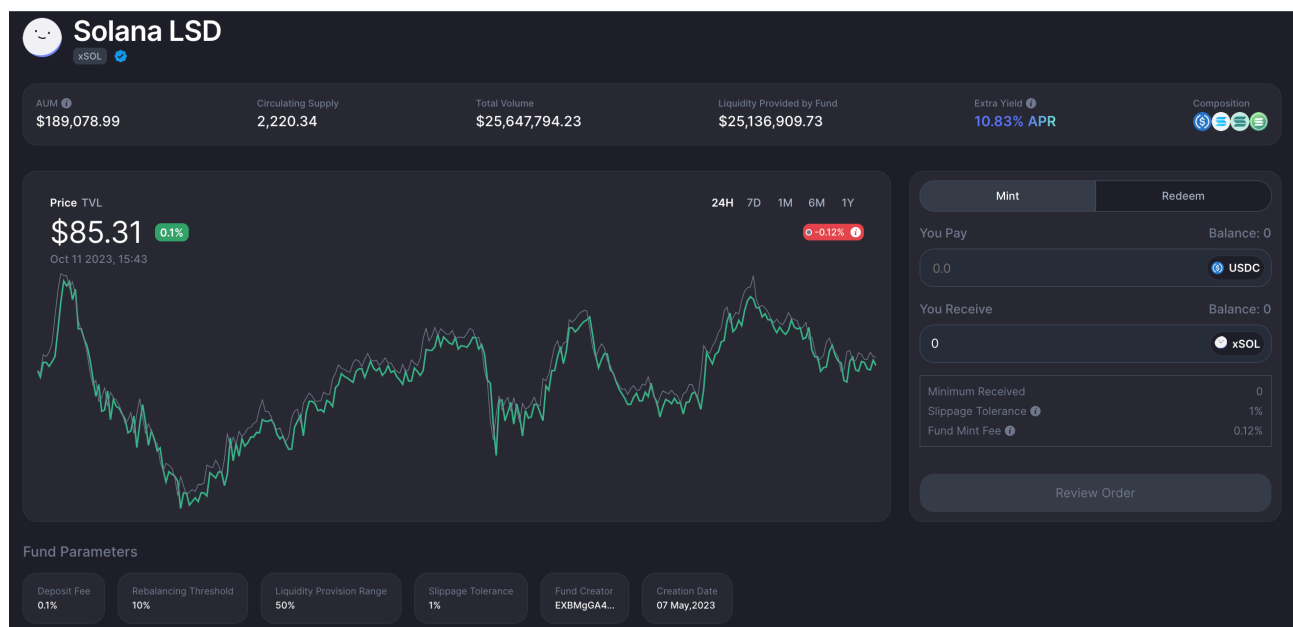 Solana LSD
xSOL
AUM
$189,078.99
Circulating Supply
2,220.34
Total Volume
$25,647,794.23
Liquidity Provided by Fund
$25,136,909.73
Extra Yield
10.83% APR
Composition
Price TVL
24H 7D 1M 6M 1Y
$85.31 0.1%
-0.12%
Oct 11 2023, 15:43
Mint
Redeem
You Pay
Balance: 0
0.0
USDC
You Receive
Balance: 0
0
xSOL
Minimum Received 0
Slippage Tolerance 1%
Fund Mint Fee 0.12%
Review Order
Fund Parameters
Deposit Fee
0.1%
Rebalancing Threshold
10%
Liquidity Provision Range
50%
Slippage Tolerance
1%
Fund Creator
EXBMgGA4...
Creation Date
07 May,2023